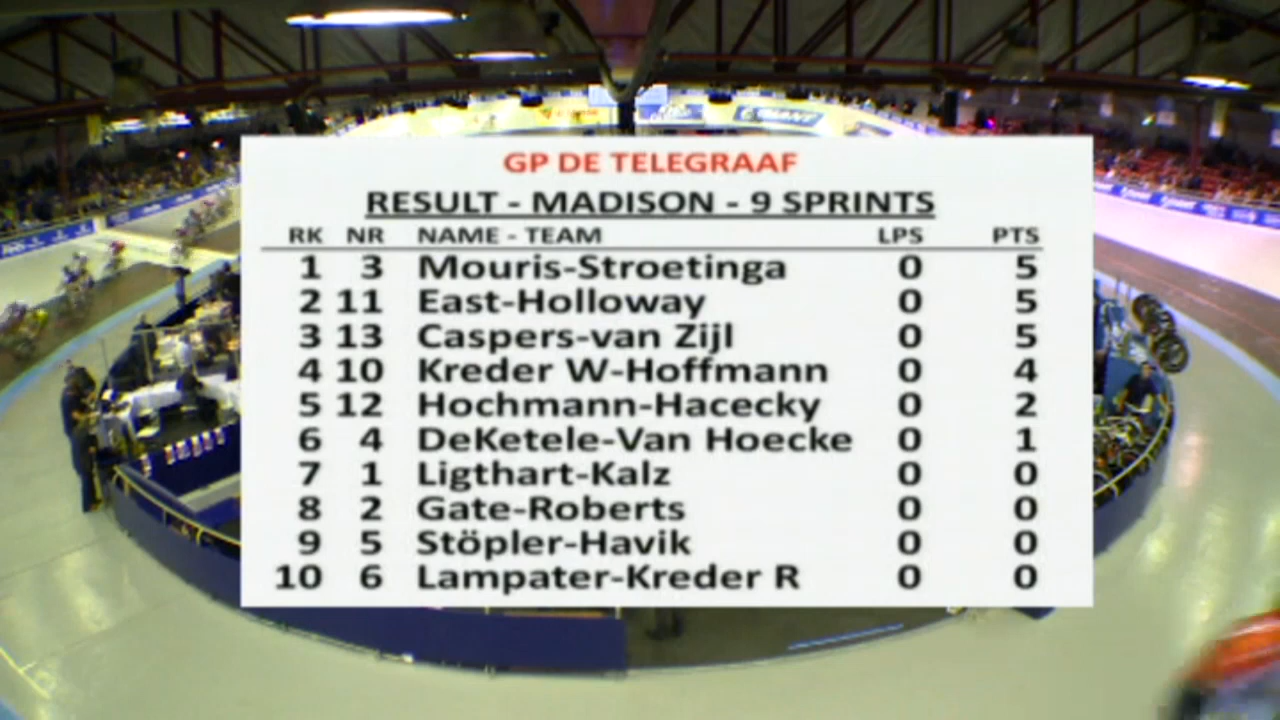 GP DE TELEGRAAF
RESULT - MADISON - 9 SPRINTS
RK NR NAME - TEAM LPS PTS
1 3 Mouris-Stroetinga 0 5
2 11 East-Holloway 0 5
3 13 Caspers-van Zijl 0 5
4 10 Kreder W-Hoffmann 0 4
5 12 Hochmann-Hacecky 0 2
6 4 DeKetele-Van Hoecke 0 1
7 1 Ligthart-Kalz 0 0
8 2 Gate-Roberts 0 0
9 5 Stöpler-Havik 0 0
10 6 Lampater-Kreder R 0 0